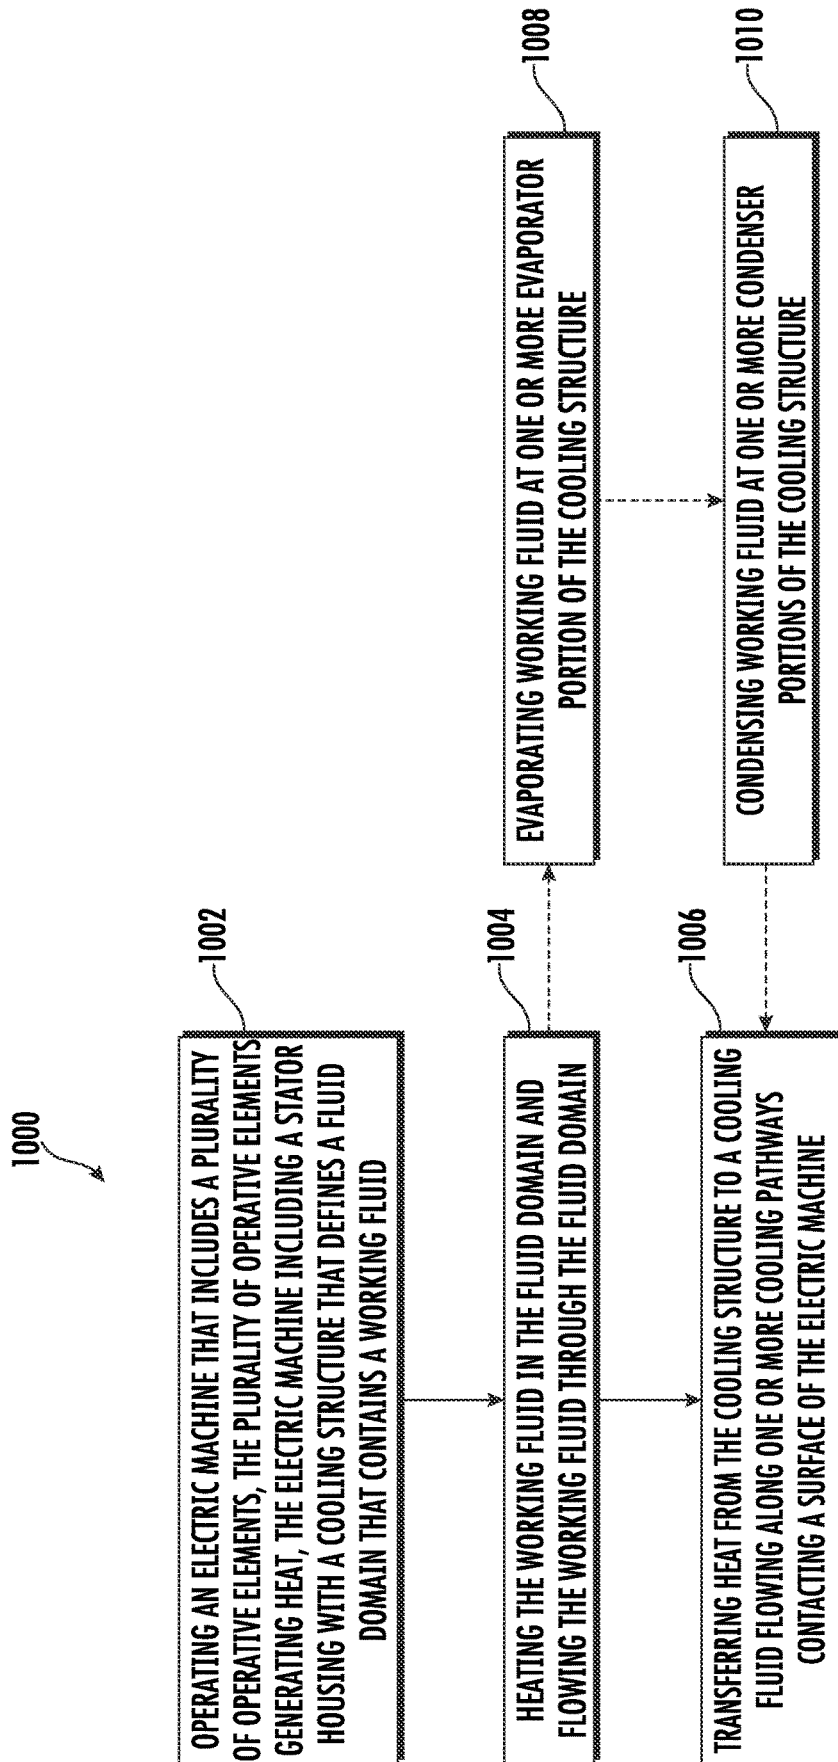 1000
1002
OPERATING AN ELECTRIC MACHINE THAT INCLUDES A PLURALITY
OF OPERATIVE ELEMENTS, THE PLURALITY OF OPERATIVE ELEMENTS
GENERATING HEAT, THE ELECTRIC MACHINE INCLUDING A STATOR
HOUSING WITH A COOLING STRUCTURE THAT DEFINES A FLUID
DOMAIN THAT CONTAINS A WORKING FLUID
1004
HEATING THE WORKING FLUID IN THE FLUID DOMAIN AND
FLOWING THE WORKING FLUID THROUGH THE FLUID DOMAIN
1008
EVAPORATING WORKING FLUID AT ONE OR MORE EVAPORATOR
PORTION OF THE COOLING STRUCTURE
1006
TRANSFERRING HEAT FROM THE COOLING STRUCTURE TO A COOLING
FLUID FLOWING ALONG ONE OR MORE COOLING PATHWAYS
CONTACTING A SURFACE OF THE ELECTRIC MACHINE
1010
CONDENSING WORKING FLUID AT ONE OR MORE CONDENSER
PORTIONS OF THE COOLING STRUCTURE